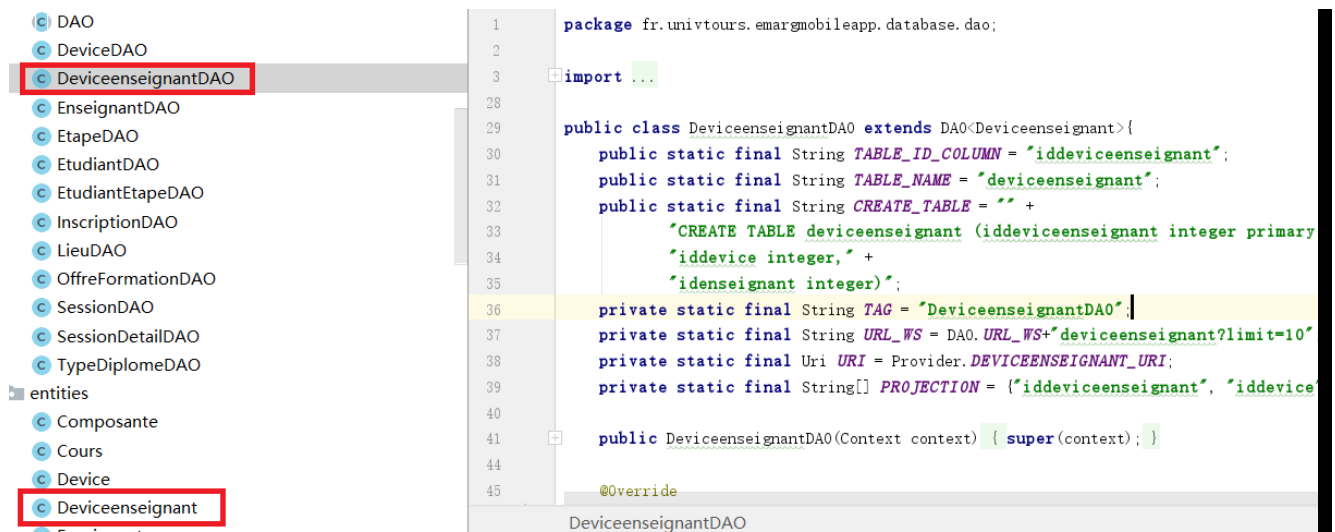 DAO
DeviceDAO
DeviceenseignantDAO
EnseignantDAO
EtapeDAO
EtudiantDAO
EtudiantEtapeDAO
InscriptionDAO
LieuDAO
OffreFormationDAO
SessionDAO
SessionDetailDAO
TypeDiplomeDAO
entities
Composante
Cours
Device
Deviceenseignant
1 package fr.univtours.emargmobileapp.database.dao;
2
3 import ...
28
29 public class DeviceenseignantDAO extends DAO<Deviceenseignant>{
30 public static final String TABLE_ID_COLUMN = "iddeviceenseignant";
31 public static final String TABLE_NAME = "deviceenseignant";
32 public static final String CREATE_TABLE = "" +
33 "CREATE TABLE deviceenseignant (iddeviceenseignant integer primary
34 "iddevice integer," +
35 "idenseignant integer)";
36 private static final String TAG = "DeviceenseignantDAO";
37 private static final String URL_WS = DAO.URL_WS+"deviceenseignant?limit=10"
38 private static final Uri URI = Provider.DEVICEENSEIGNANT_URI;
39 private static final String[] PROJECTION = {"iddeviceenseignant", "iddevice"
40
41 public DeviceenseignantDAO(Context context) { super(context); }
44
45 @Override
DeviceenseignantDAO